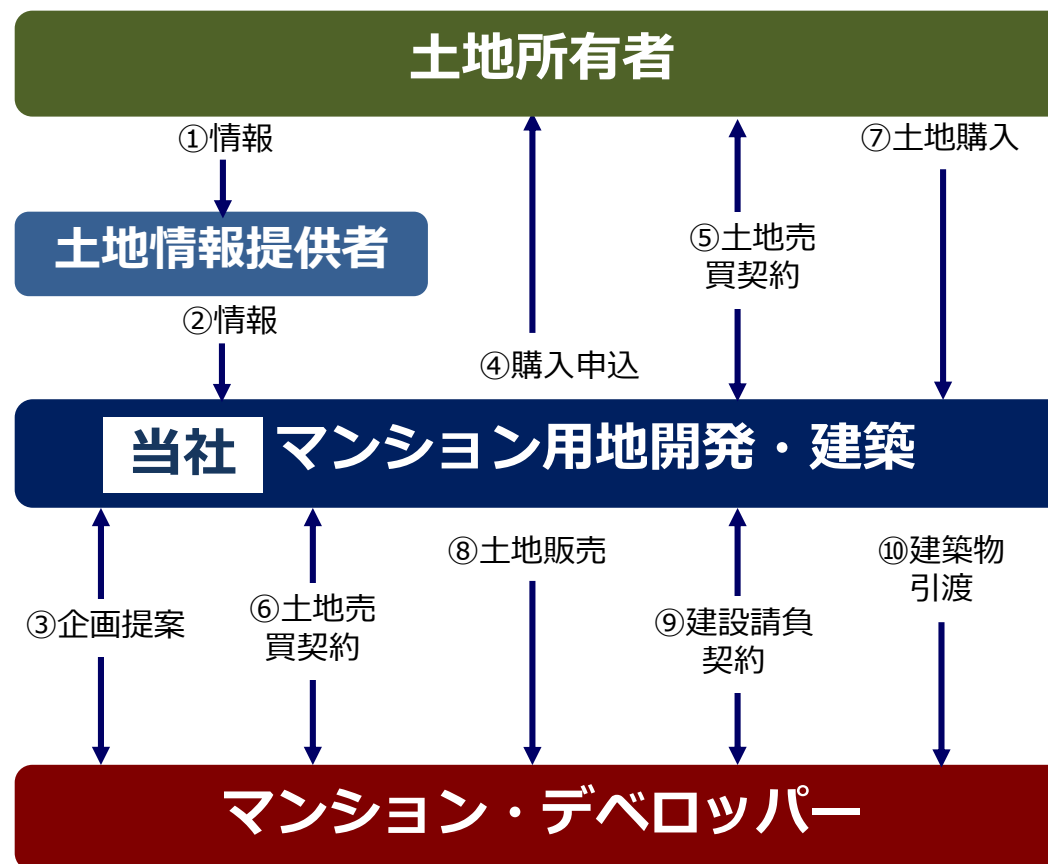 土地所有者
①情報
⑦土地購入
土地情報提供者
⑤土地売
買契約
②情報
④購入申込
当社 マンション用地開発・建築
③企画提案
⑥土地売
買契約
⑧土地販売
⑨建設請負
契約
⑩建築物
引渡
マンション・デベロッパー